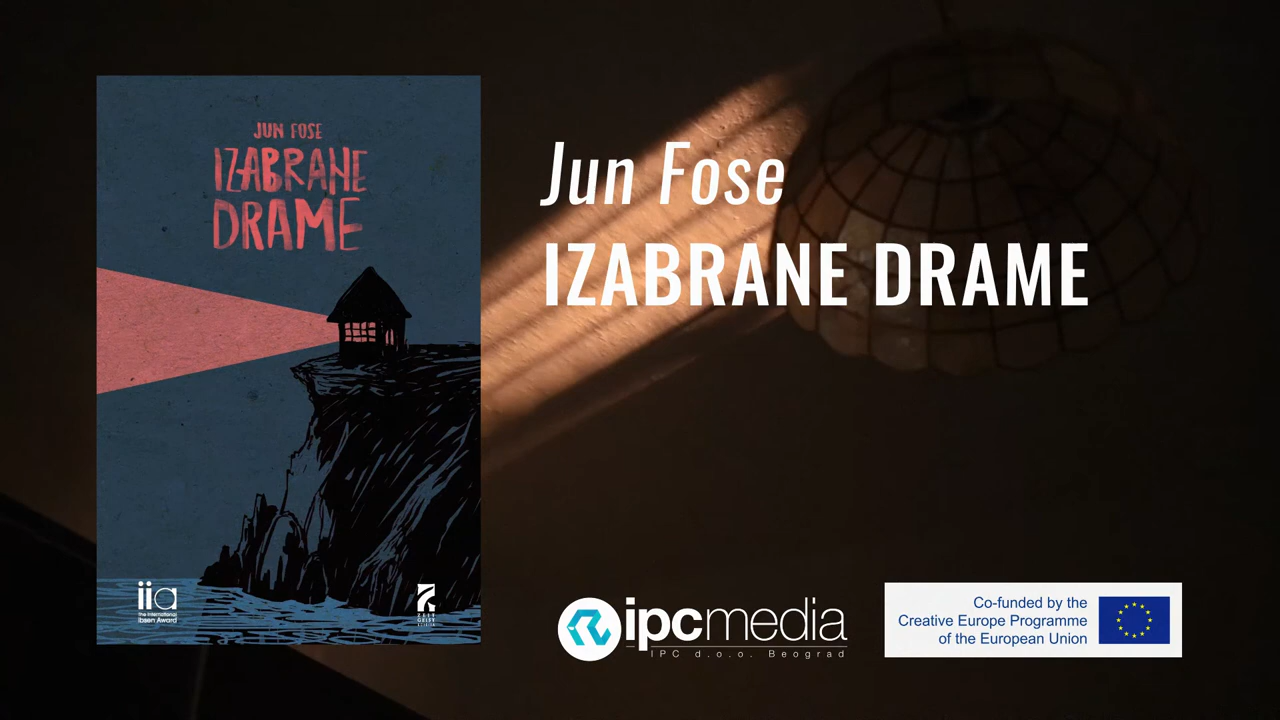 JUN FOSE
IZABRANE
DRAME
iia
the international
Ibsen Award
Jun Fose
IZABRANE DRAME
ipcmedia
IPC d.o.o. Beograd
Co-funded by the
Creative Europe Programme
of the European Union